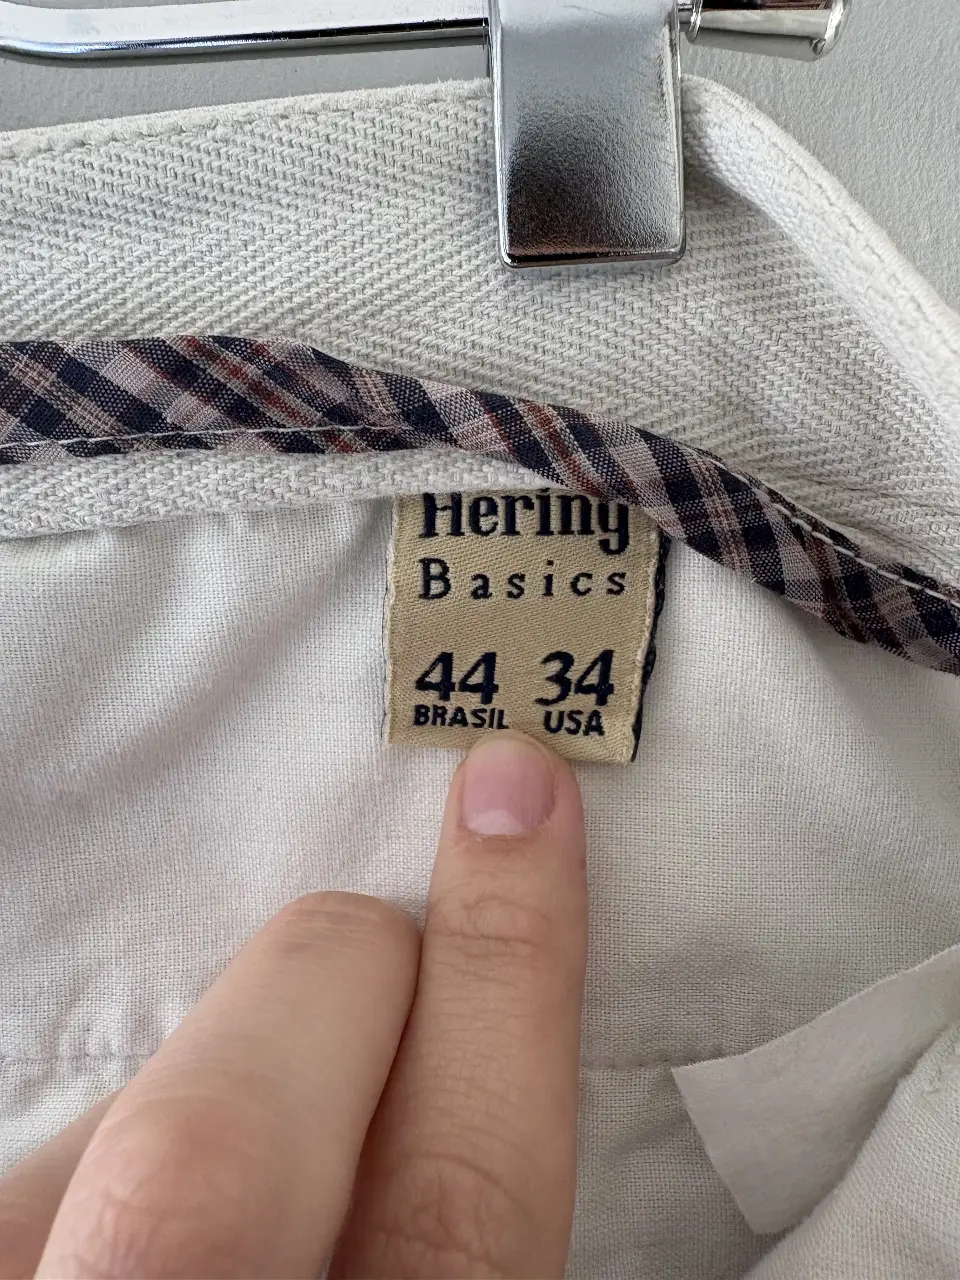 Hering
Basics
44 34
BRASIL USA